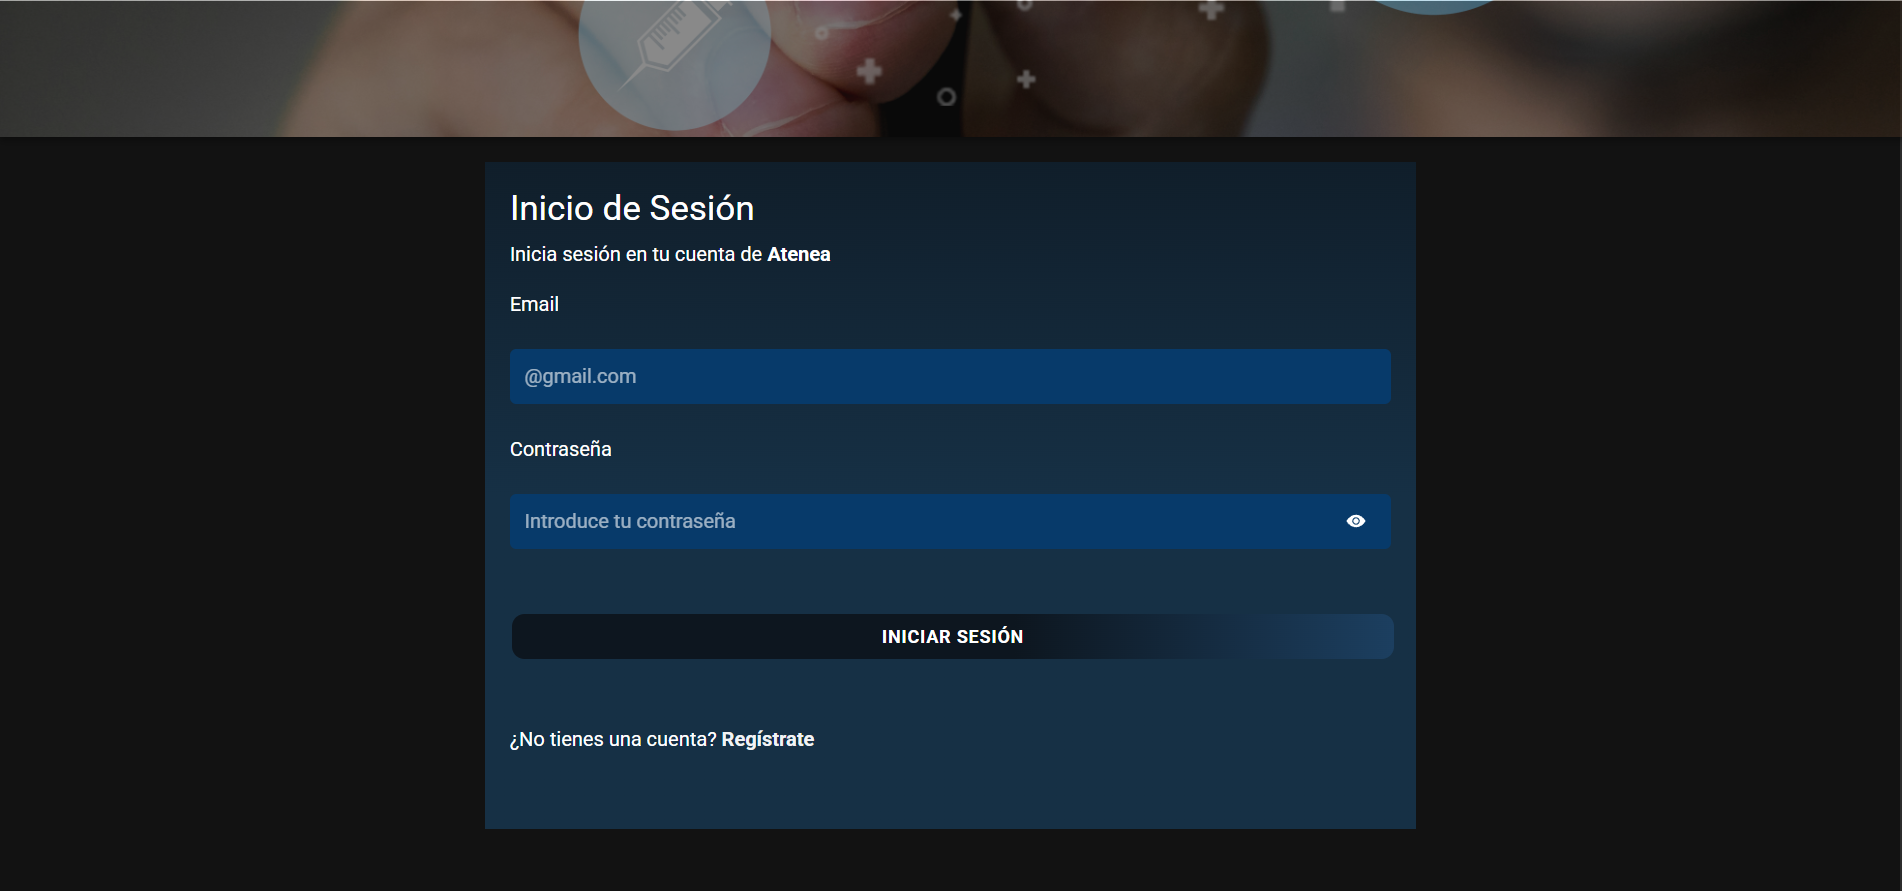 Inicio de Sesión
Inicia sesión en tu cuenta de Atenea
Email
@gmail.com
Contraseña
Introduce tu contraseña
INICIAR SESIÓN
¿No tienes una cuenta? Regístrate